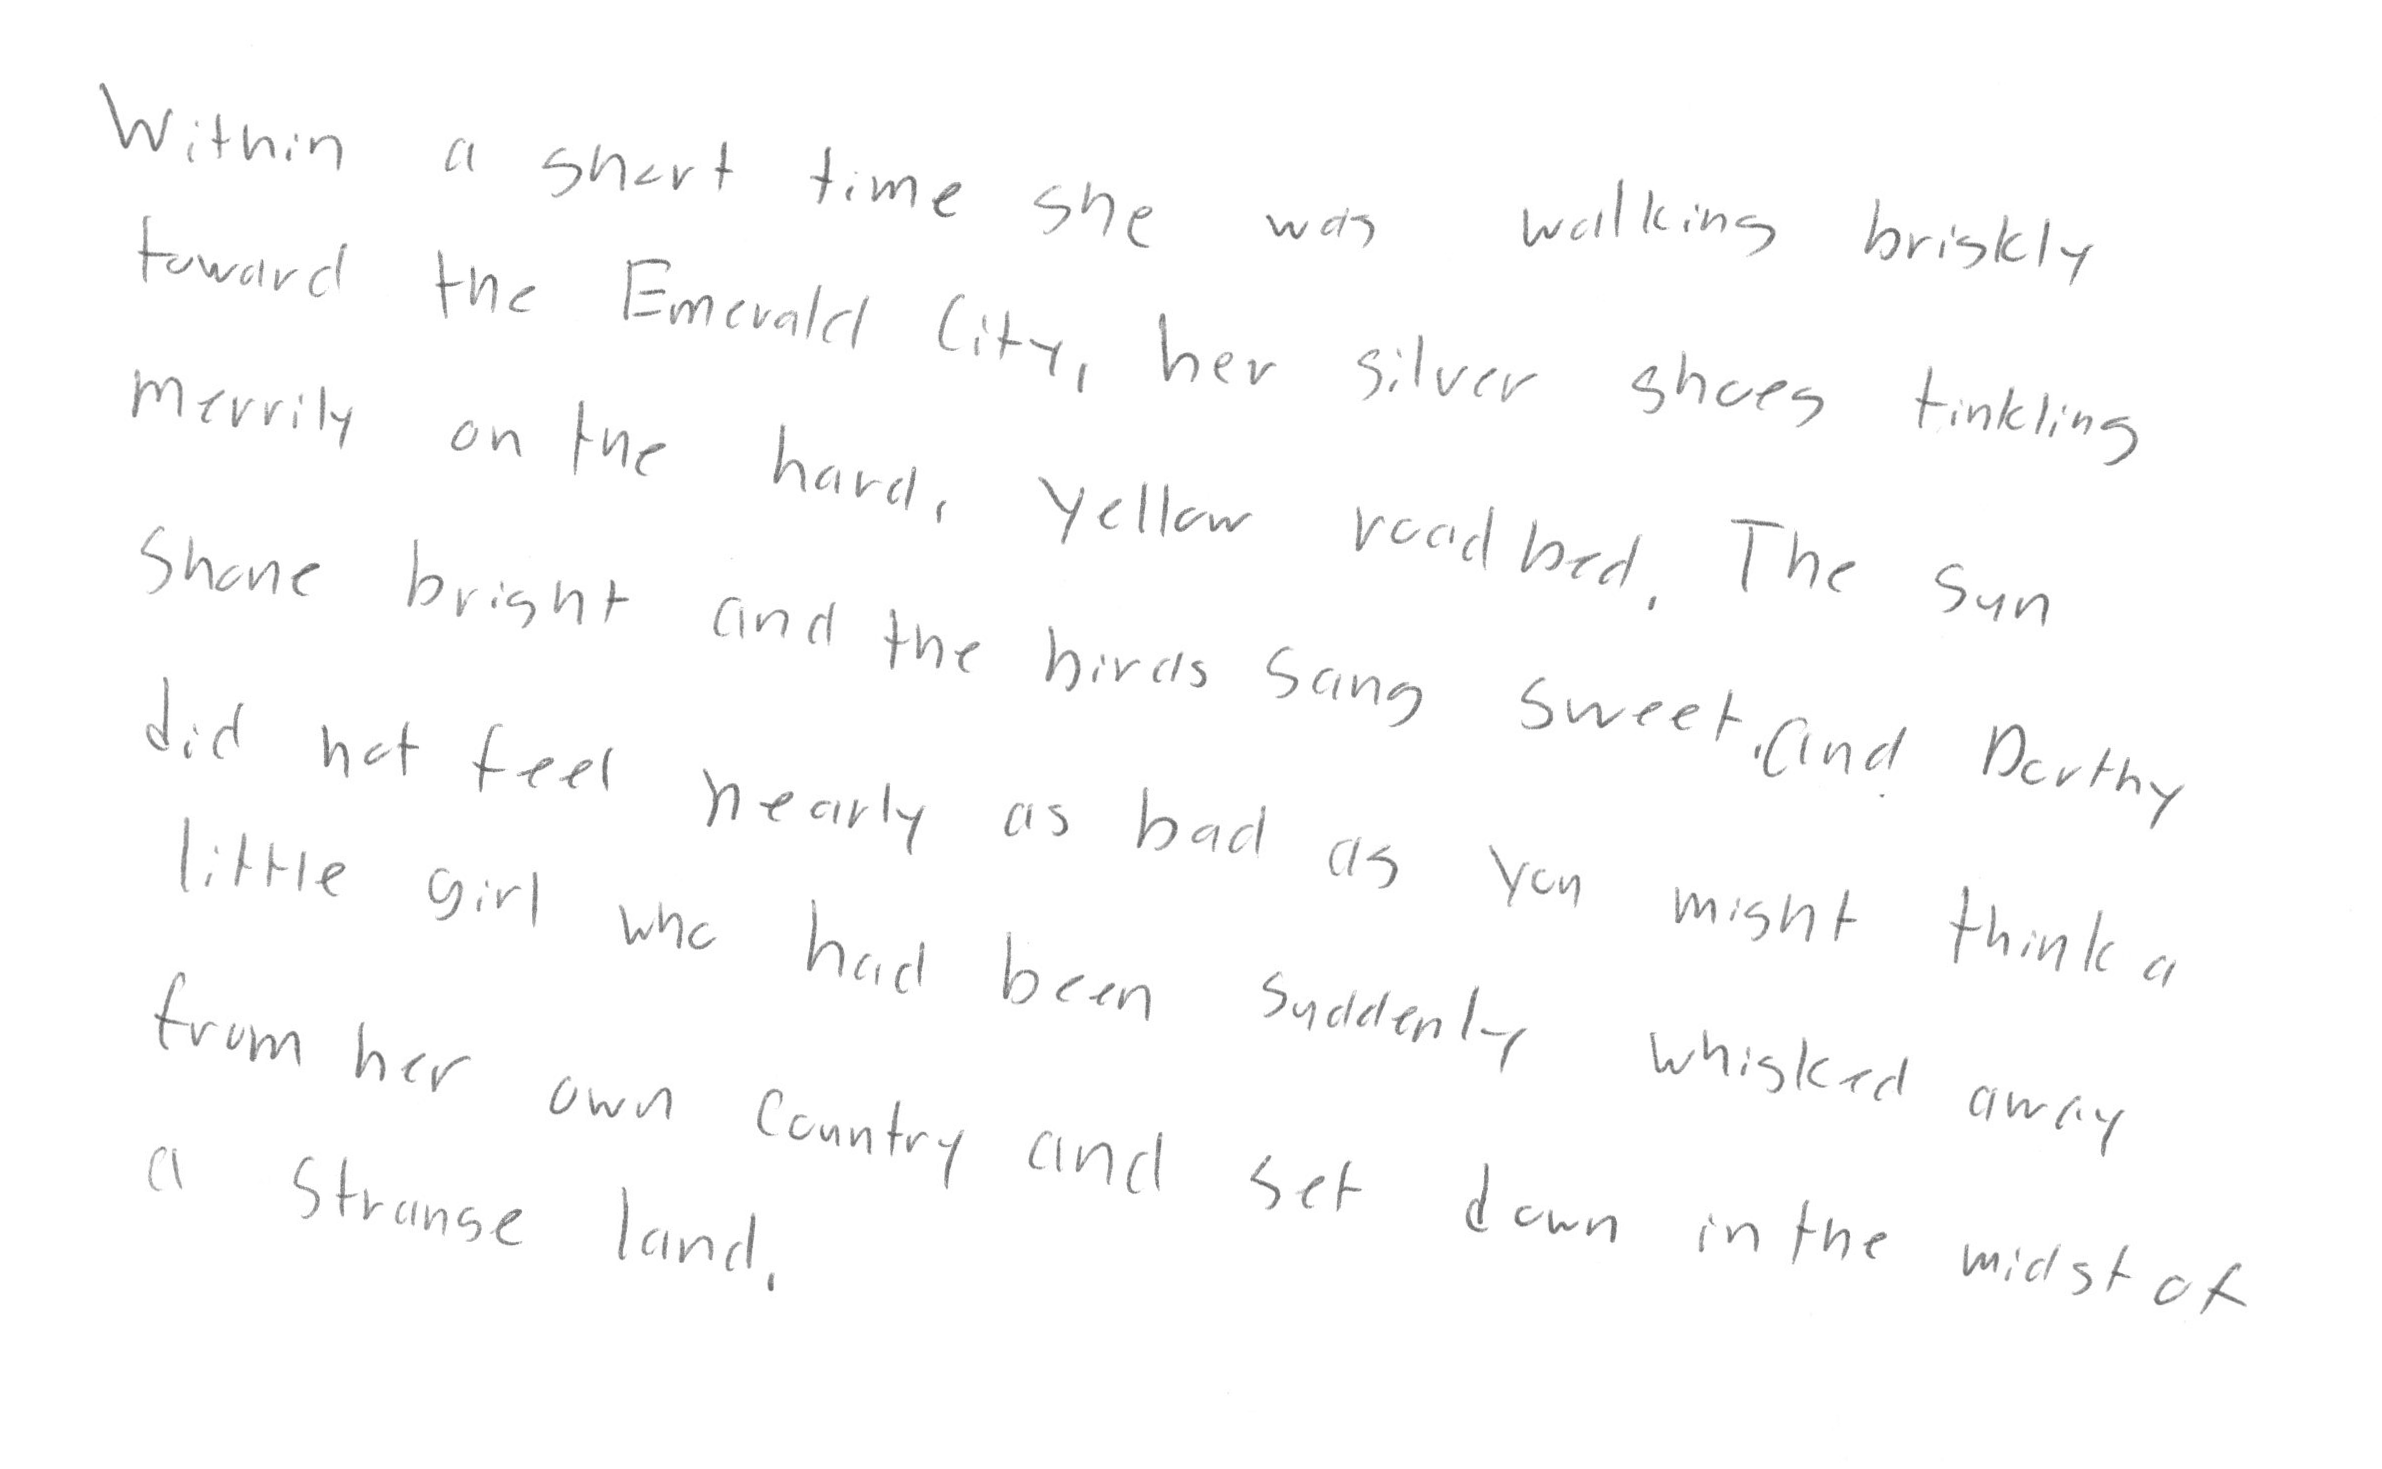 Within a short time she was walking briskly
toward the Emerald City, her silver shoes tinkling
merrily on the hard, yellow roadbed. The sun
shone bright and the birds sang sweet, and Dorthy
did not feel nearly as bad as you might think a
little girl who had been suddenly whisked away
from her own country and set down in the midst of
a strange land.